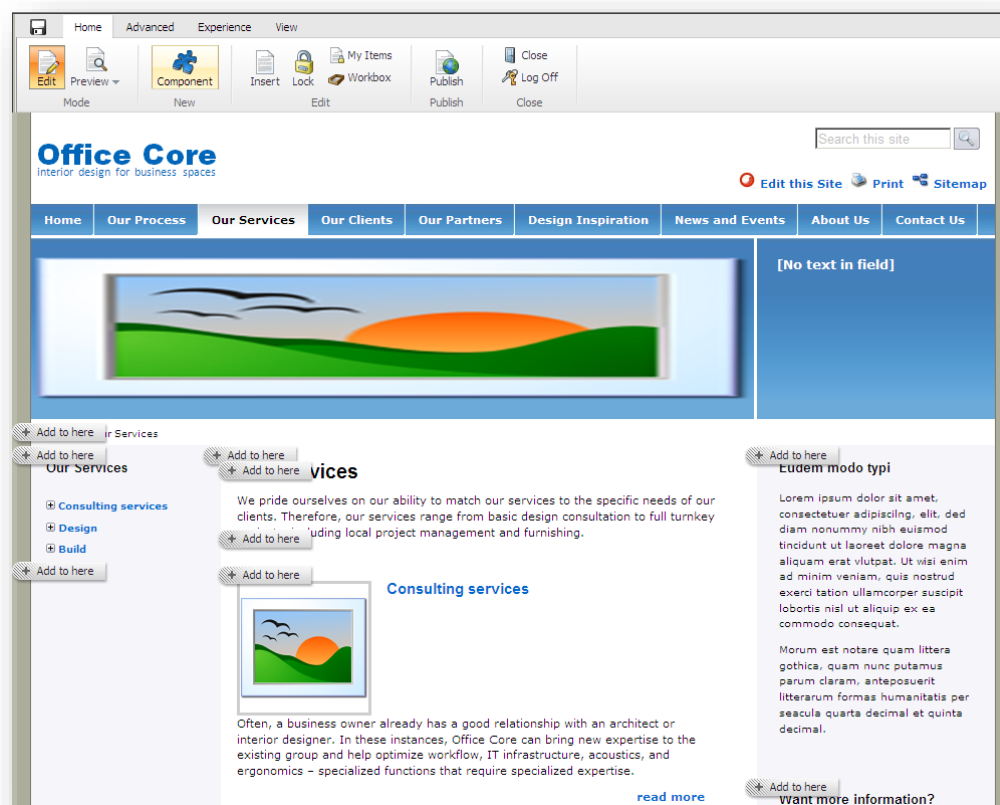 Home Advanced Experience View
Edit Preview Component Insert Lock My Items Workbox Publish Close Log Off
Mode New Edit Publish Close
Search this site
Office Core
interior design for business spaces
Edit this Site Print Sitemap
Home Our Process Our Services Our Clients Our Partners Design Inspiration News and Events About Us Contact Us
[No text in field]
+ Add to here
ir Services
+ Add to here
+ Add to here
+ Add to here
+ Add to here
Our Services
vices
Eudem modo typi
Consulting services
Design
Build
+ Add to here
We pride ourselves on our ability to match our services to the specific needs of our
clients. Therefore, our services range from basic design consultation to full turnkey
including local project management and furnishing.
+ Add to here
+ Add to here
Consulting services
Often, a business owner already has a good relationship with an architect or
interior designer. In these instances, Office Core can bring new expertise to the
existing group and help optimize workflow, IT infrastructure, acoustics, and
ergonomics – specialized functions that require specialized expertise.
read more
Lorem ipsum dolor sit amet,
consectetuer adipiscilng, elit, ded
diam nonummy nibh euismod
tincidunt ut laoreet dolore magna
aliquam erat vlutpat. Ut wisi enim
ad minim veniam, quis nostrud
exerci tation ullamcorper suscipit
lobortis nisl ut aliquip ex ea
commodo consequat.
Morum est notare quam littera
gothica, quam nunc putamus
parum claram, anteposuerit
litterarum formas humanitatis per
seacula quarta decimal et quinta
decimal.
+ Add to here
Want more information?